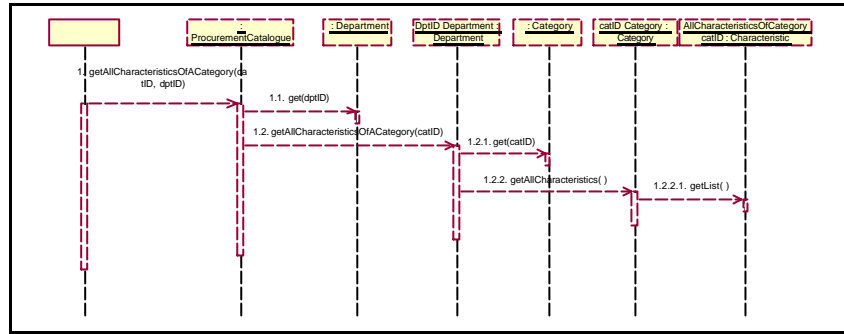 :
ProcurementCatalogue
: Department
DptID Department :
Department
: Category
catID Category :
Category
AllCharacteristicsOfCategory
catID : Characteristic
1. getAllCharacteristicsOfACategory(ca
tID, dptID)
1.1. get(dptID)
1.2. getAllCharacteristicsOfACategory(catID)
1.2.1. get(catID)
1.2.2. getAllCharacteristics( )
1.2.2.1. getList( )